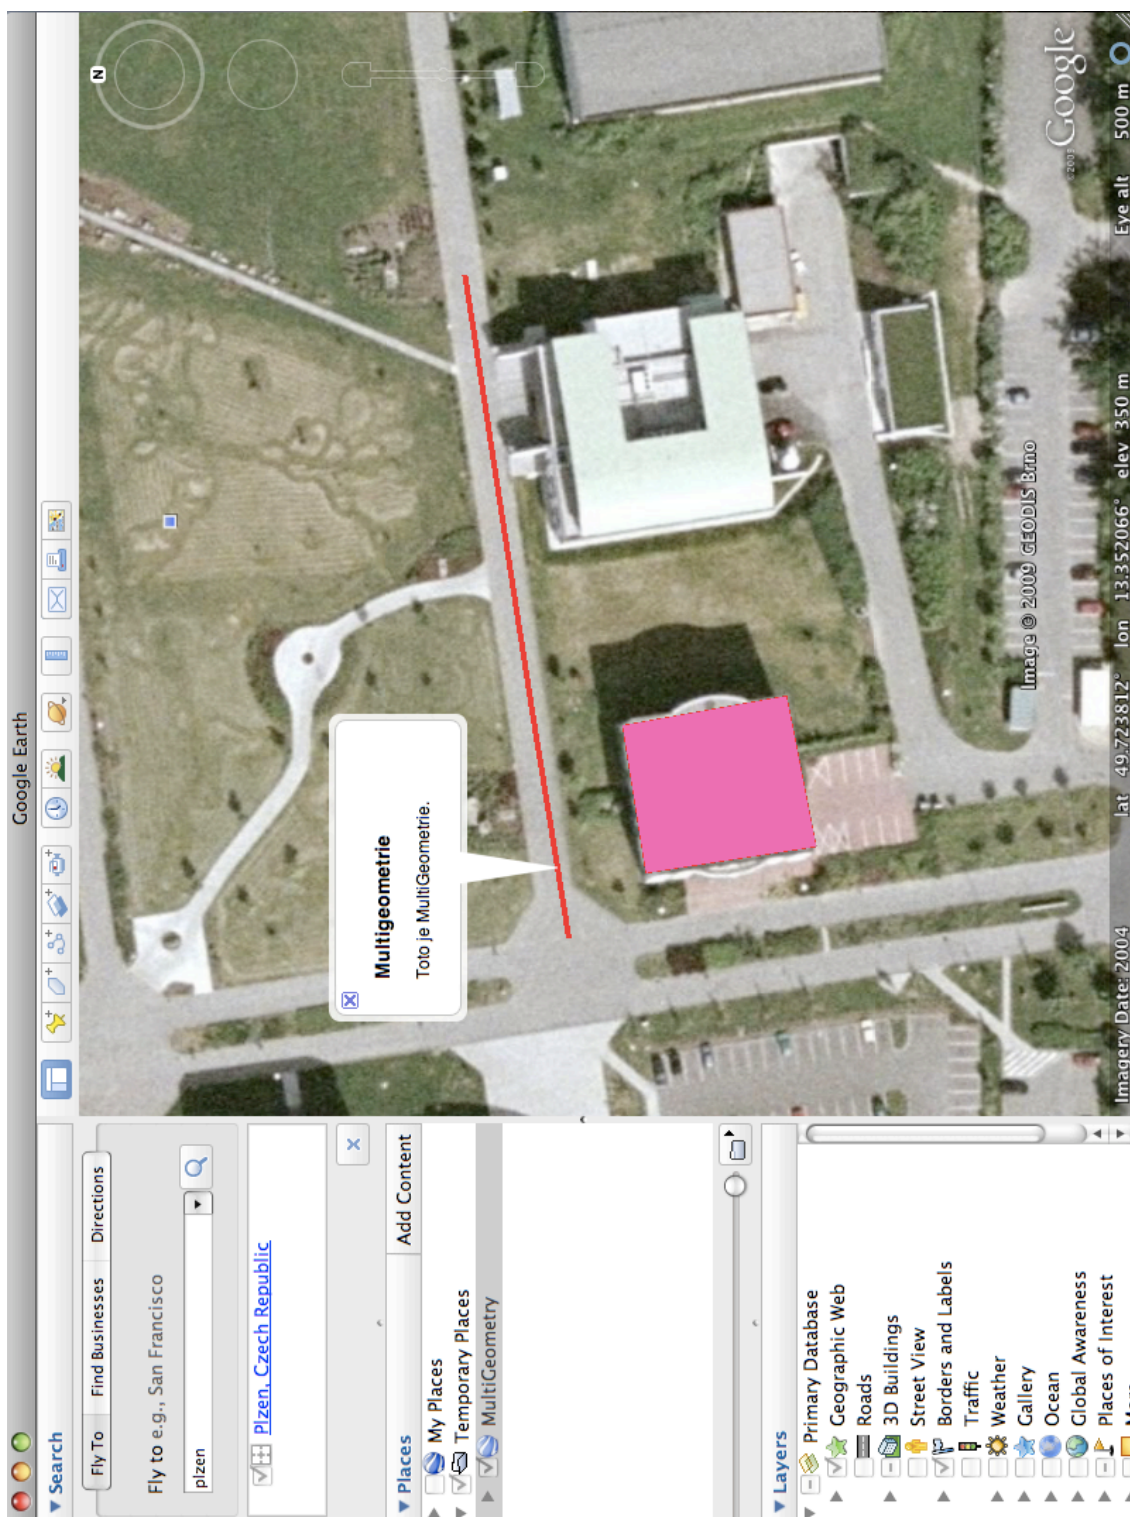 Google Earth
Search
Fly To
Find Businesses
Directions
Fly to e.g., San Francisco
plzen
Plzen, Czech Republic
Places
Add Content
My Places
Temporary Places
MultiGeometry
Layers
Primary Database
Geographic Web
Roads
3D Buildings
Street View
Borders and Labels
Traffic
Weather
Gallery
Ocean
Global Awareness
Places of Interest
N
Multigeometrie
Toto je MultiGeometrie.
Image © 2009 GEODIS Brno
©2009 Google
Imagery Date: 2004 lat 49.723812° lon 13.352066° elev 350 m Eye alt 500 m